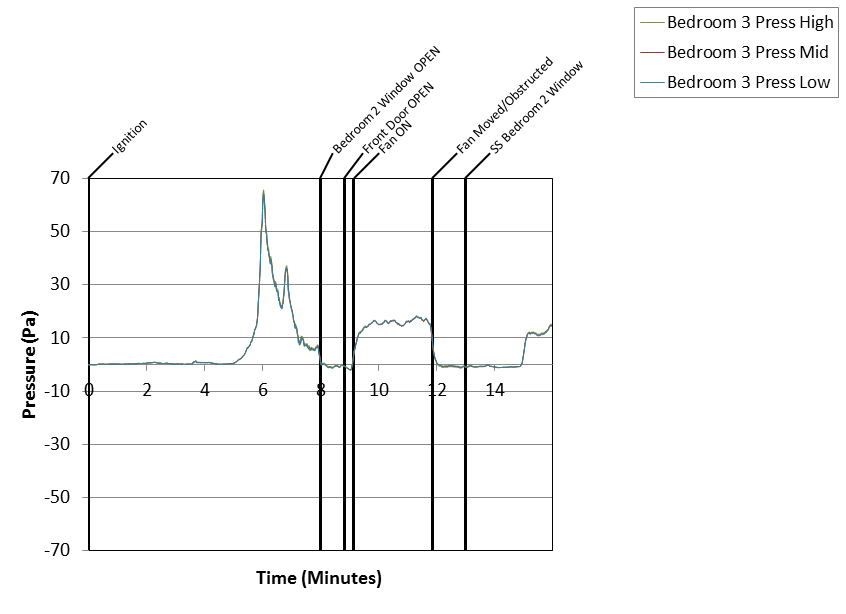 Bedroom 3 Press High
Bedroom 3 Press Mid
Bedroom 3 Press Low
Ignition
Bedroom 2 Window OPEN
Front Door OPEN
Fan ON
Fan Moved/Obstructed
SS Bedroom 2 Window
70
50
30
10
-10
-30
-50
-70
0 2 4 6 8 10 12 14
Pressure (Pa)
Time (Minutes)